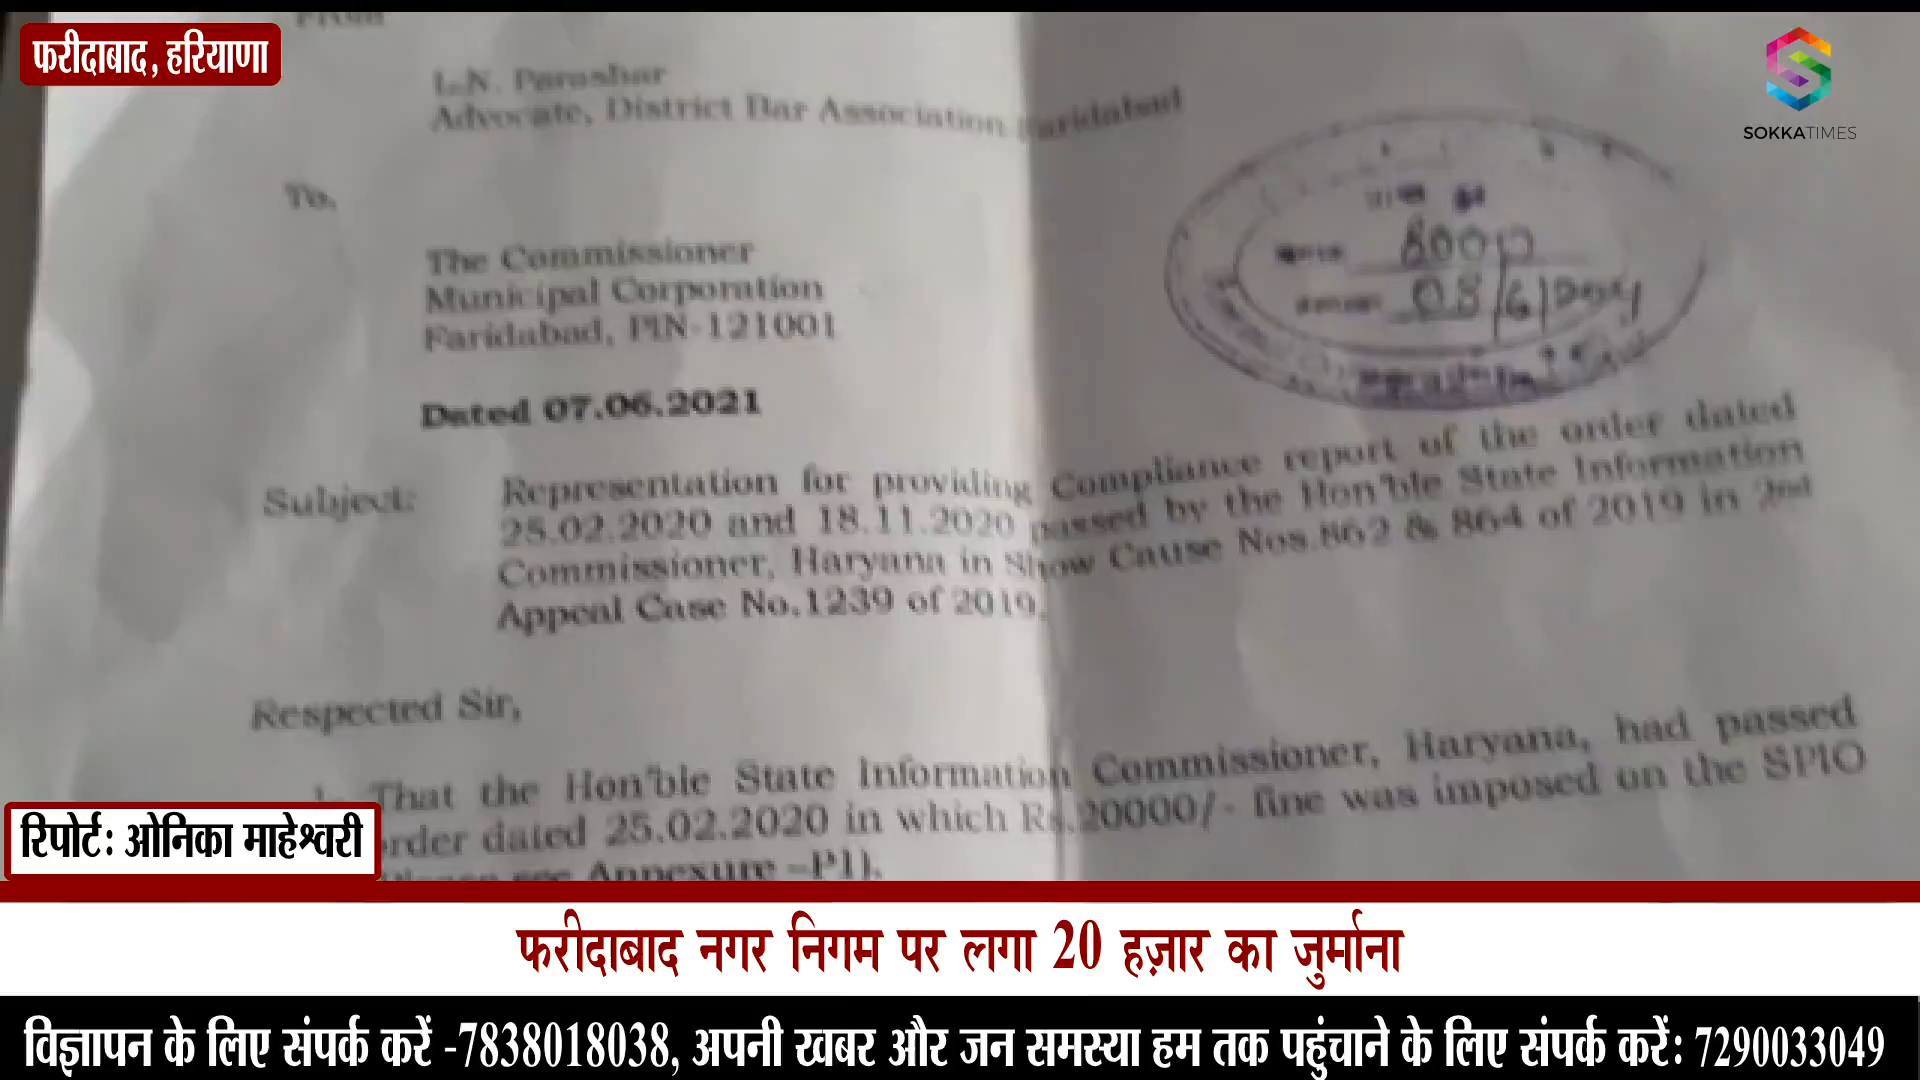 From
फरीदाबाद, हरियाणा
SOKKATIMES
L.N. Parashar
Advocate, District Bar Association Faridabad
To,
The Commissioner
Municipal Corporation
Faridabad, PIN-121001
Dated 07.06.2021
Subject: Representation for providing Compliance report of the order dated
25.02.2020 and 18.11.2020 passed by the Hon'ble State Information
Commissioner, Haryana in Show Cause Nos.862 & 864 of 2019 in 2nd
Appeal Case No.1239 of 2019.
Respected Sir,
That the Hon'ble State Information Commissioner, Haryana, had passed
order dated 25.02.2020 in which Rs.20000/- fine was imposed on the SPIO
see Annexure -P1).
रिपोर्ट: ओनिका माहेश्वरी
फरीदाबाद नगर निगम पर लगा 20 हज़ार का जुर्माना
विज्ञापन के लिए संपर्क करें -7838018038, अपनी खबर और जन समस्या हम तक पहुंचाने के लिए संपर्क करें: 7290033049